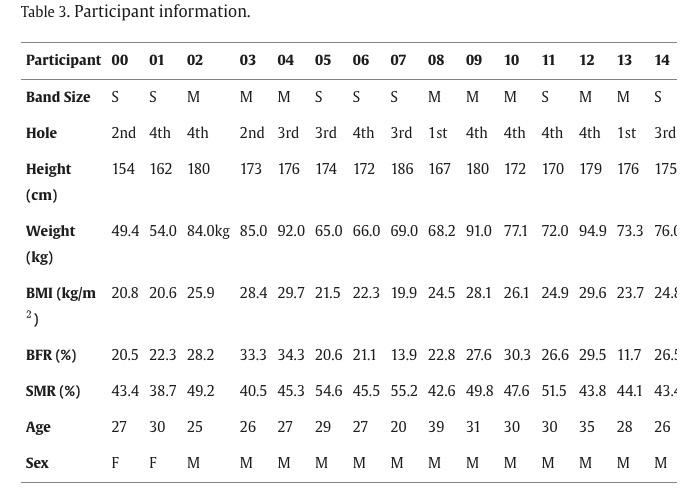 Table 3. Participant information.
Participant 00 01 02 03 04 05 06 07 08 09 10 11 12 13 14
Band Size S S M M M S S S M M M S M M S
Hole 2nd 4th 4th 2nd 3rd 3rd 4th 3rd 1st 4th 4th 4th 4th 1st 3rd
Height 154 162 180 173 176 174 172 186 167 180 172 170 179 176 175
(cm)
Weight 49.4 54.0 84.0kg 85.0 92.0 65.0 66.0 69.0 68.2 91.0 77.1 72.0 94.9 73.3 76.0
(kg)
BMI (kg/m 20.8 20.6 25.9 28.4 29.7 21.5 22.3 19.9 24.5 28.1 26.1 24.9 29.6 23.7 24.8
2)
BFR (%) 20.5 22.3 28.2 33.3 34.3 20.6 21.1 13.9 22.8 27.6 30.3 26.6 29.5 11.7 26.5
SMR (%) 43.4 38.7 49.2 40.5 45.3 54.6 45.5 55.2 42.6 49.8 47.6 51.5 43.8 44.1 43.4
Age 27 30 25 26 27 29 27 20 39 31 30 30 35 28 26
Sex F F M M M M M M M M M M M M M